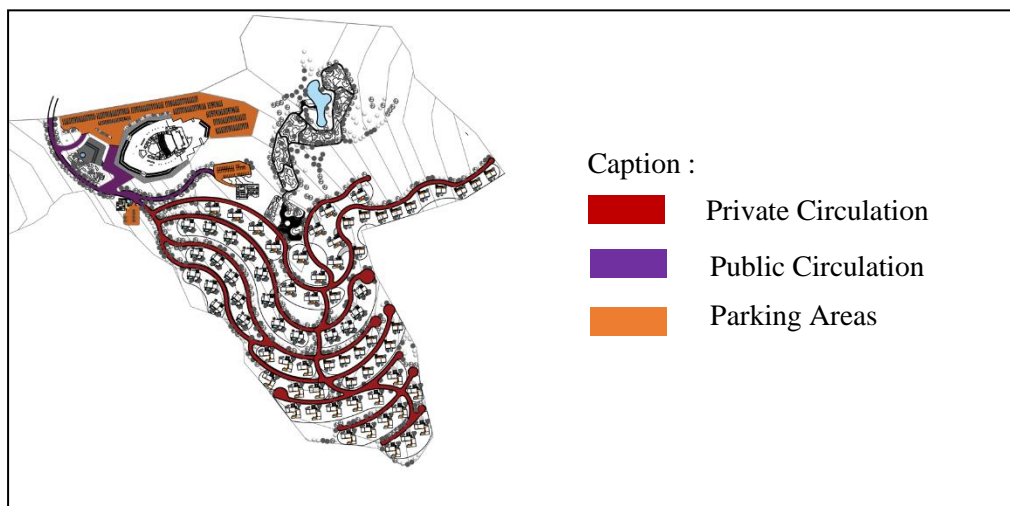 Caption :
Private Circulation
Public Circulation
Parking Areas